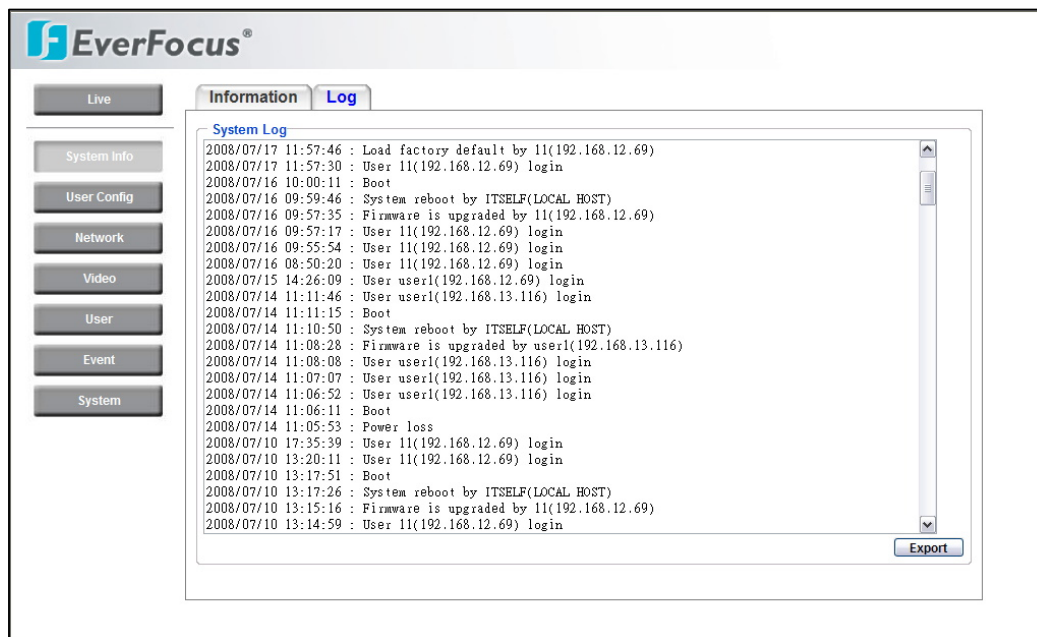 EverFocus®
Live
System Info
User Config
Network
Video
User
Event
System
Information
Log
System Log
2008/07/17 11:57:46 : Load factory default by 11(192.168.12.69)
2008/07/17 11:57:30 : User 11(192.168.12.69) login
2008/07/16 10:00:11 : Boot
2008/07/16 09:59:46 : System reboot by ITSELF(LOCAL HOST)
2008/07/16 09:57:35 : Firmware is upgraded by 11(192.168.12.69)
2008/07/16 09:57:17 : User 11(192.168.12.69) login
2008/07/16 09:55:54 : User 11(192.168.12.69) login
2008/07/16 08:50:20 : User 11(192.168.12.69) login
2008/07/15 14:26:09 : User user1(192.168.12.69) login
2008/07/14 11:11:46 : User user1(192.168.13.116) login
2008/07/14 11:11:15 : Boot
2008/07/14 11:10:50 : System reboot by ITSELF(LOCAL HOST)
2008/07/14 11:08:28 : Firmware is upgraded by user1(192.168.13.116)
2008/07/14 11:08:08 : User user1(192.168.13.116) login
2008/07/14 11:07:07 : User user1(192.168.13.116) login
2008/07/14 11:06:52 : User user1(192.168.13.116) login
2008/07/14 11:06:11 : Boot
2008/07/14 11:05:53 : Power loss
2008/07/10 17:35:39 : User 11(192.168.12.69) login
2008/07/10 13:20:11 : User 11(192.168.12.69) login
2008/07/10 13:17:51 : Boot
2008/07/10 13:17:26 : System reboot by ITSELF(LOCAL HOST)
2008/07/10 13:15:16 : Firmware is upgraded by 11(192.168.12.69)
2008/07/10 13:14:59 : User 11(192.168.12.69) login
Export